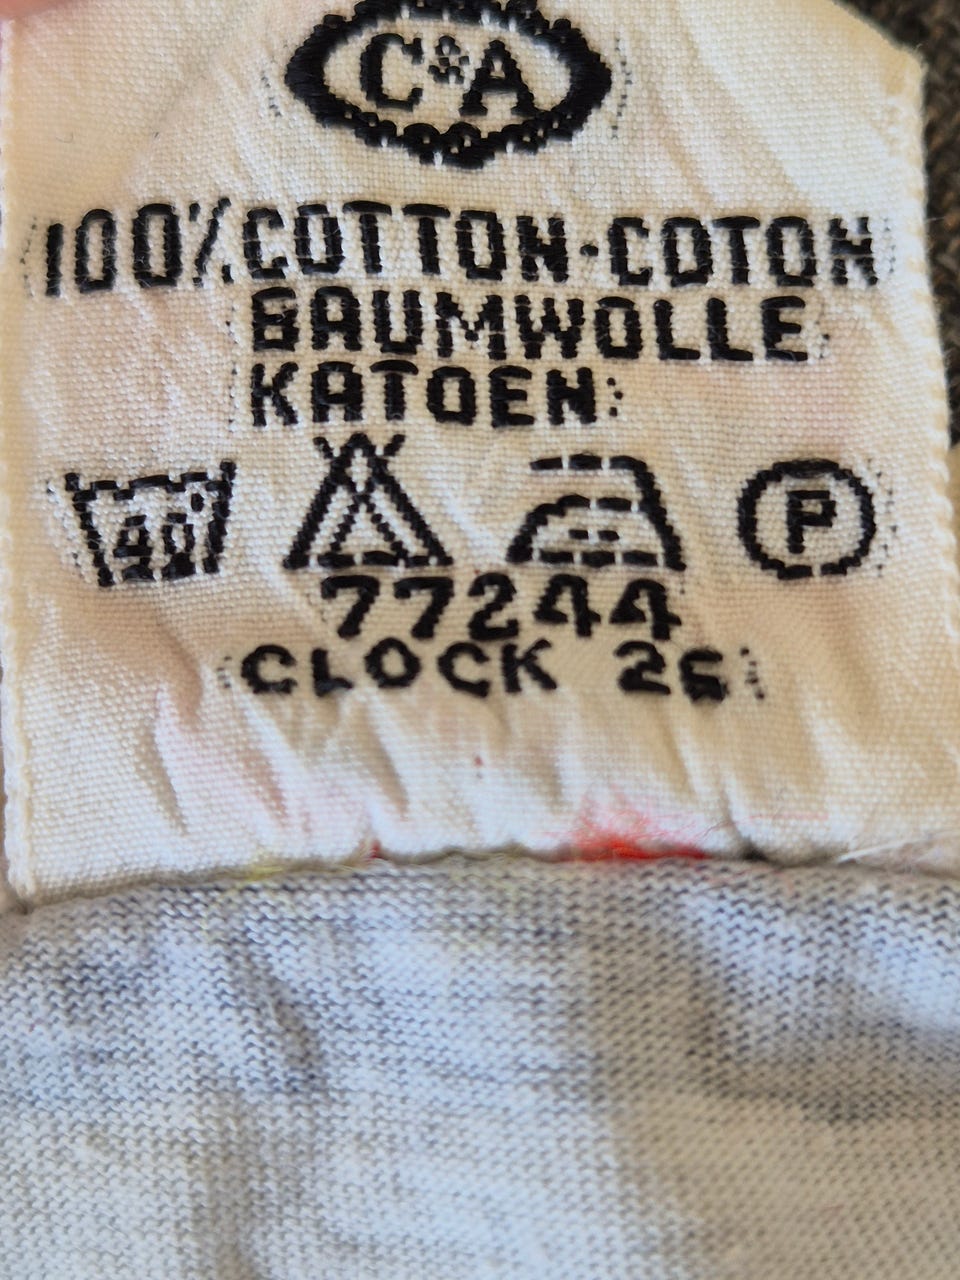 C&A
100% COTTON·COTON
BAUMWOLLE
KATOEN
40°
P
77244
CLOCK 26